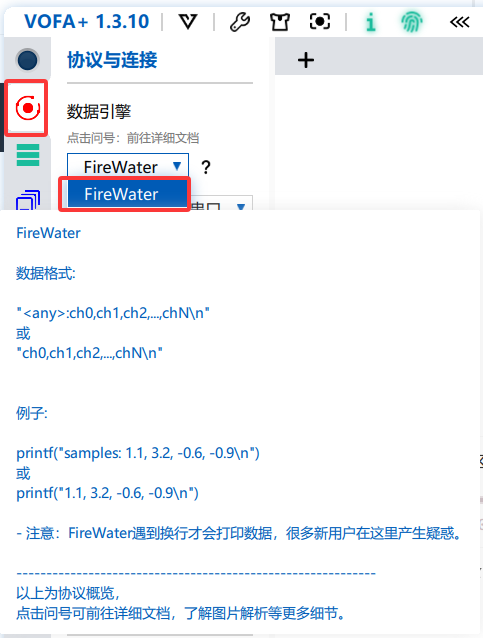 VOFA+ 1.3.10
协议与连接
数据引擎
点击问号：前往详细文档
FireWater ?
FireWater
FireWater
数据格式:
"<any>:ch0,ch1,ch2,...,chN\n"
或
"ch0,ch1,ch2,...,chN\n"
例子:
printf("samples: 1.1, 3.2, -0.6, -0.9\n")
或
printf("1.1, 3.2, -0.6, -0.9\n")
- 注意：FireWater遇到换行才会打印数据，很多新用户在这里产生疑惑。
------------------------------------------------------------
以上为协议概览，
点击问号可前往详细文档，了解图片解析等更多细节。